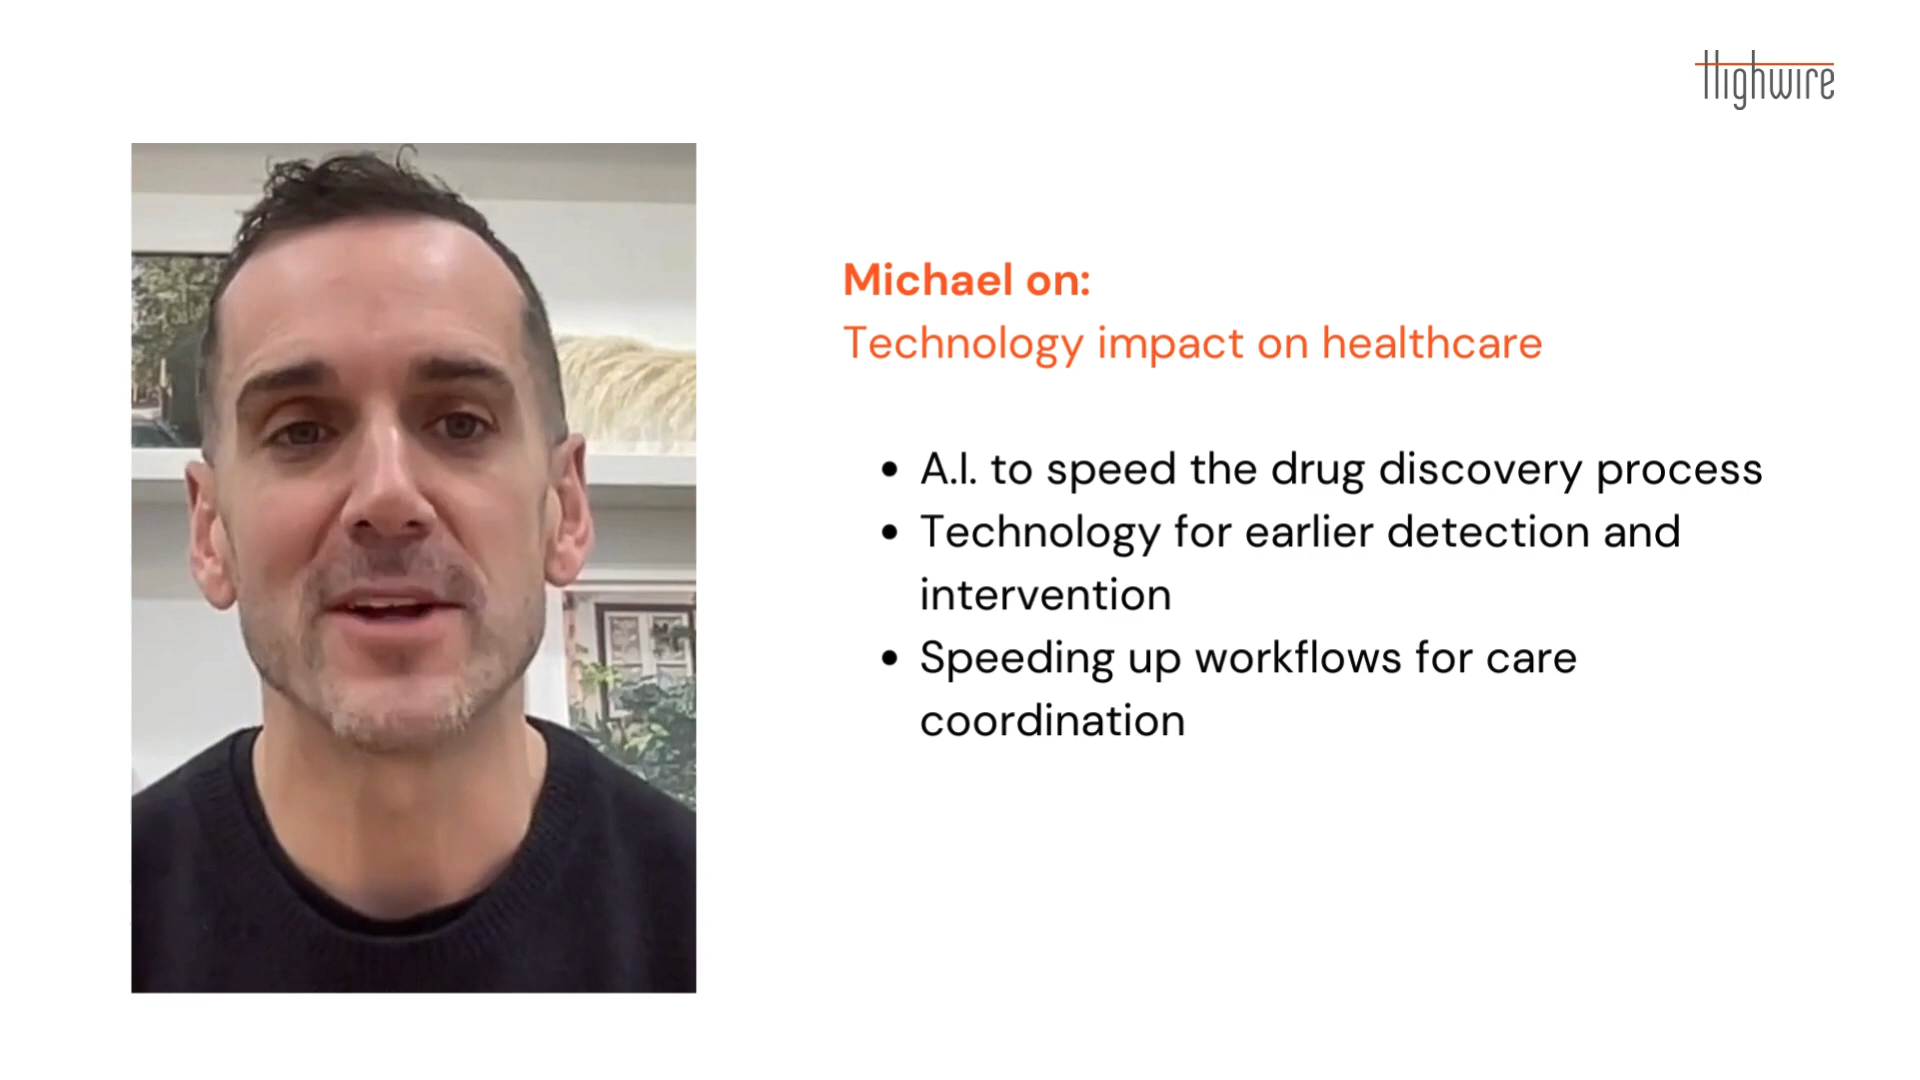 Highwire
Michael on:
Technology impact on healthcare
• A.I. to speed the drug discovery process
• Technology for earlier detection and
intervention
• Speeding up workflows for care
coordination